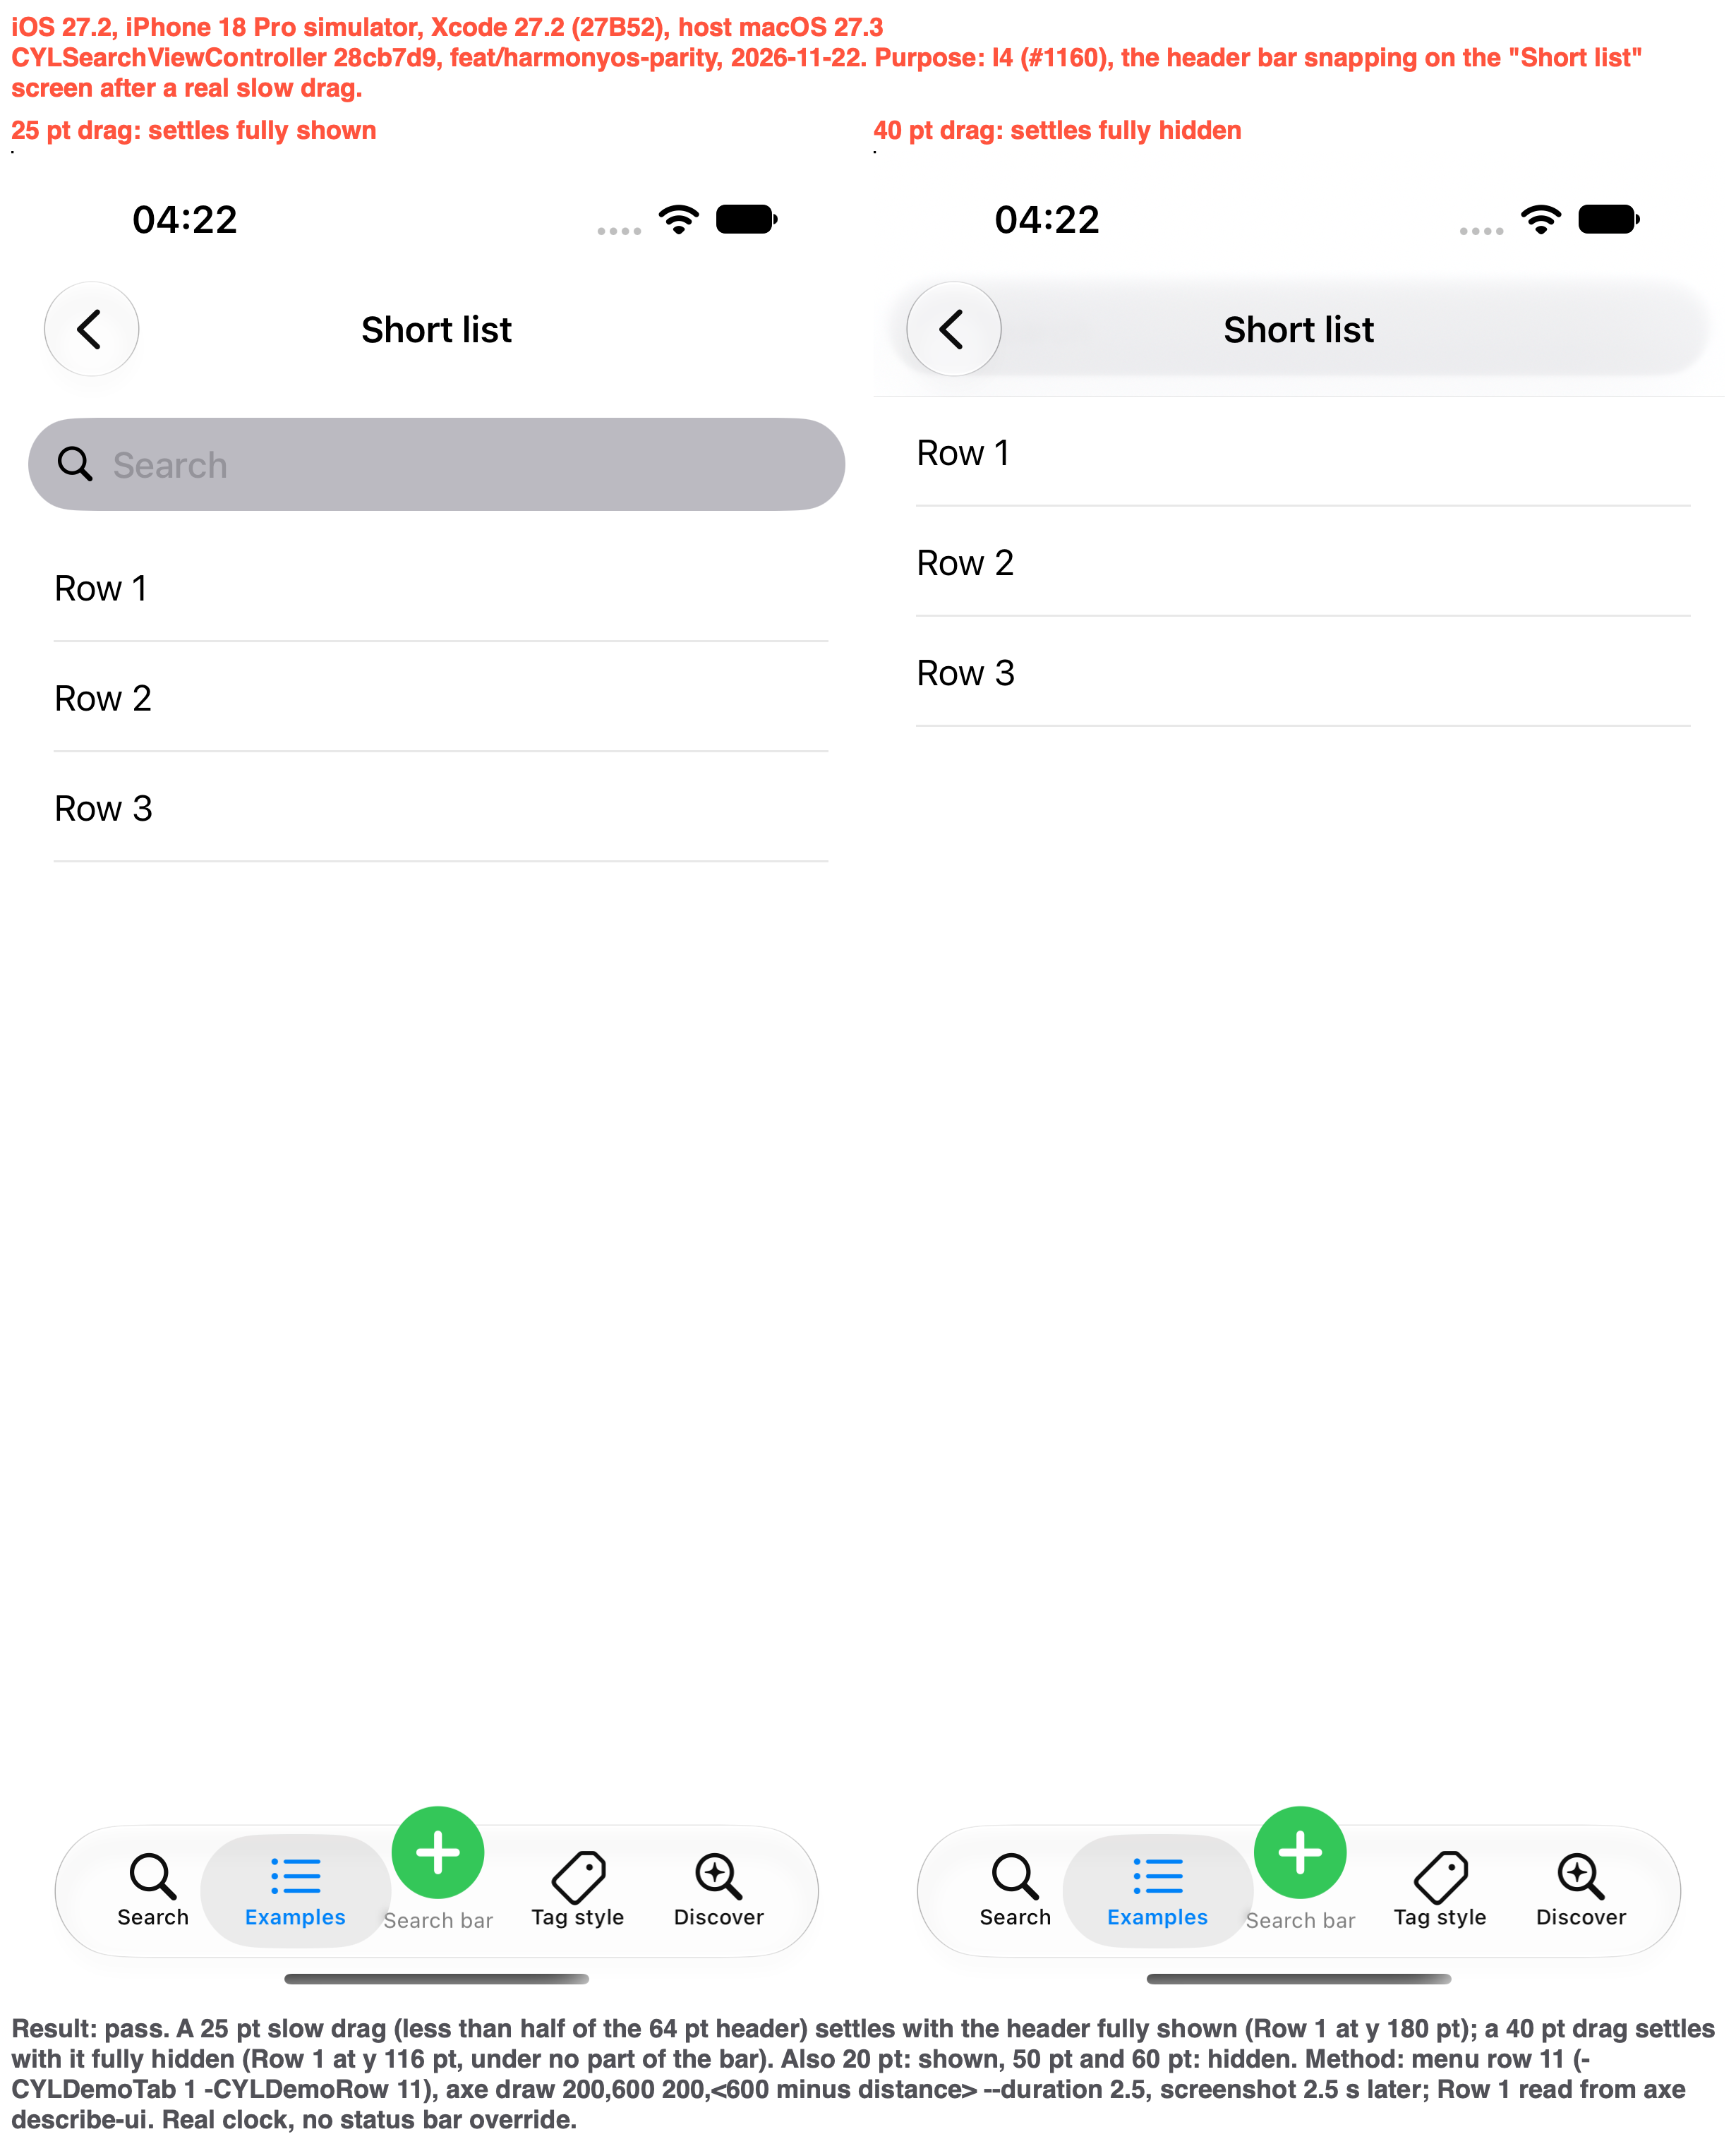 iOS 27.2, iPhone 18 Pro simulator, Xcode 27.2 (27B52), host macOS 27.3
CYLSearchViewController 28cb7d9, feat/harmonyos-parity, 2026-11-22. Purpose: I4 (#1160), the header bar snapping on the "Short list"
screen after a real slow drag.
25 pt drag: settles fully shown
04:22
Short list
Search
Row 1
Row 2
Row 3
Search
Examples
Search bar
Tag style
Discover
40 pt drag: settles fully hidden
04:22
Short list
Row 1
Row 2
Row 3
Search
Examples
Search bar
Tag style
Discover
Result: pass. A 25 pt slow drag (less than half of the 64 pt header) settles with the header fully shown (Row 1 at y 180 pt); a 40 pt drag settles
with it fully hidden (Row 1 at y 116 pt, under no part of the bar). Also 20 pt: shown, 50 pt and 60 pt: hidden. Method: menu row 11 (-
CYLDemoTab 1 -CYLDemoRow 11), axe draw 200,600 200,<600 minus distance> --duration 2.5, screenshot 2.5 s later; Row 1 read from axe
describe-ui. Real clock, no status bar override.